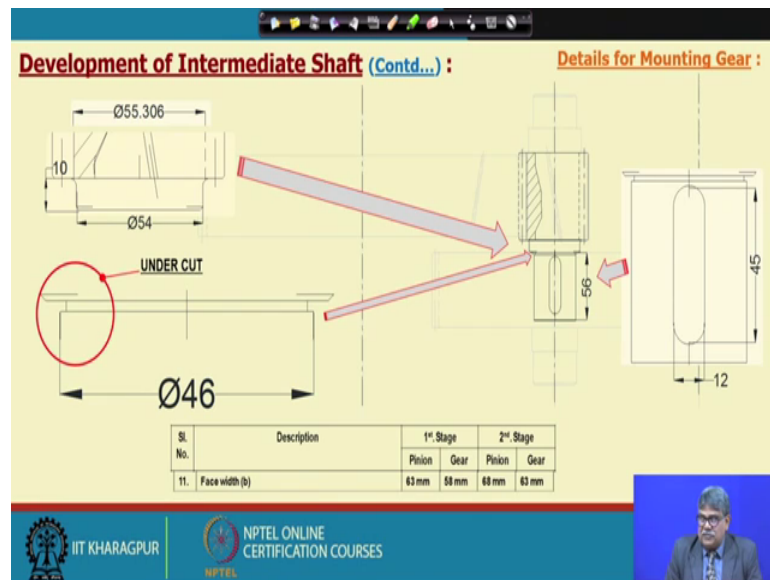 Development of Intermediate Shaft (Contd...) :
Details for Mounting Gear :
Ø55.306
10
Ø54
UNDER CUT
Ø46
56
45
12
Sl. No. Description 1st. Stage 2nd. Stage
Pinion Gear Pinion Gear
11. Face width (b) 63 mm 58 mm 68 mm 63 mm
IIT KHARAGPUR
NPTEL
NPTEL ONLINE
CERTIFICATION COURSES